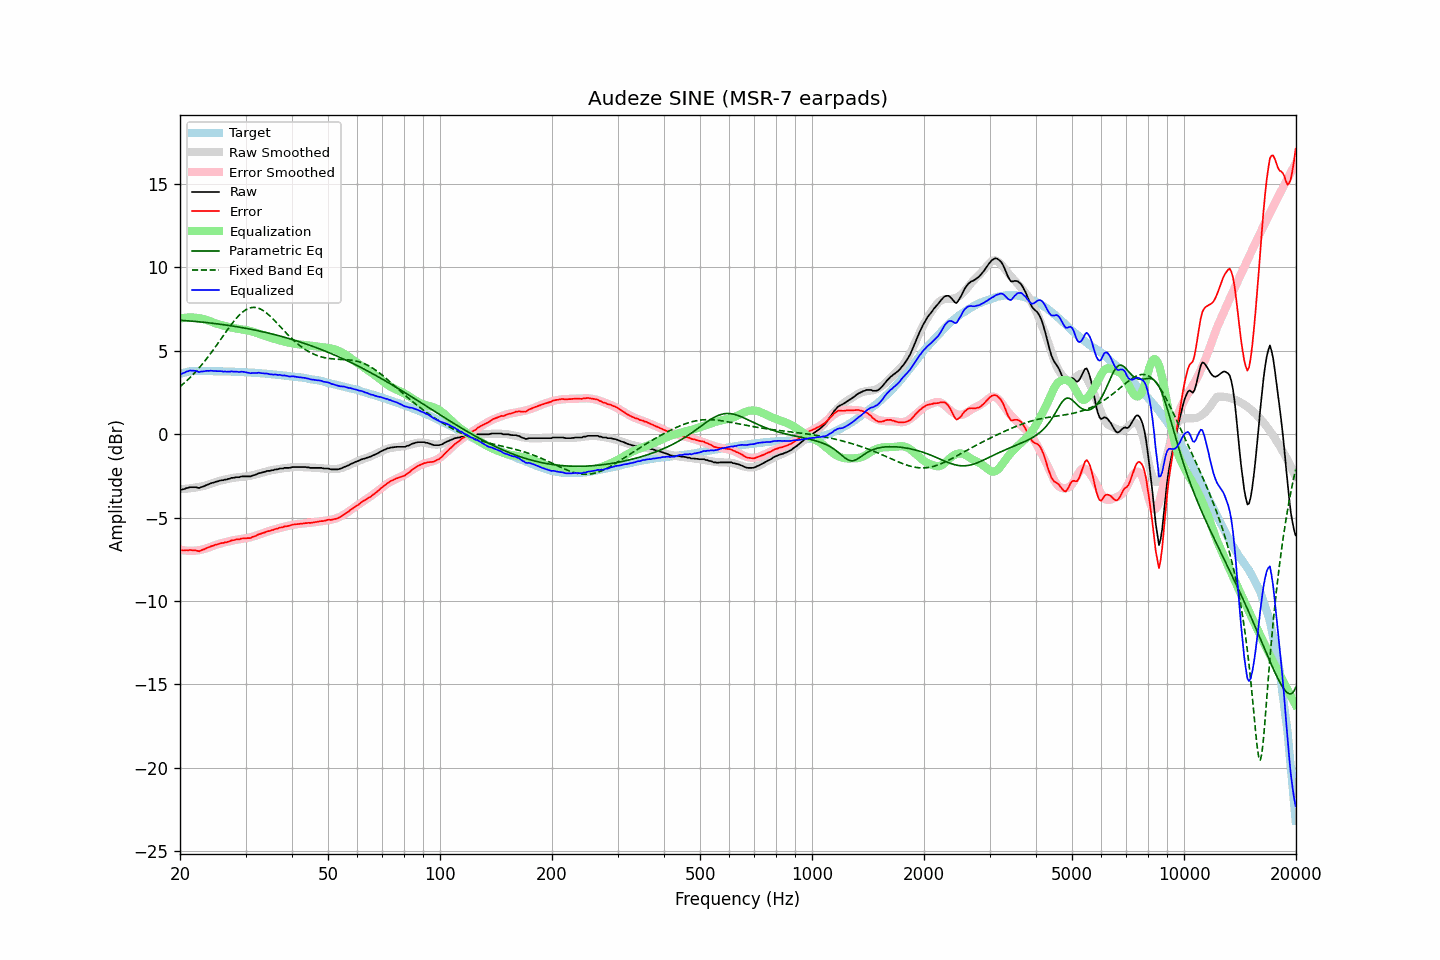 Audeze SINE (MSR-7 earpads)
Target
Raw Smoothed
Error Smoothed
Raw
Error
Equalization
Parametric Eq
Fixed Band Eq
Equalized
15
10
5
0
−5
−10
−15
−20
−25
Amplitude (dBr)
20 50 100 200 500 1000 2000 5000 10000 20000
Frequency (Hz)